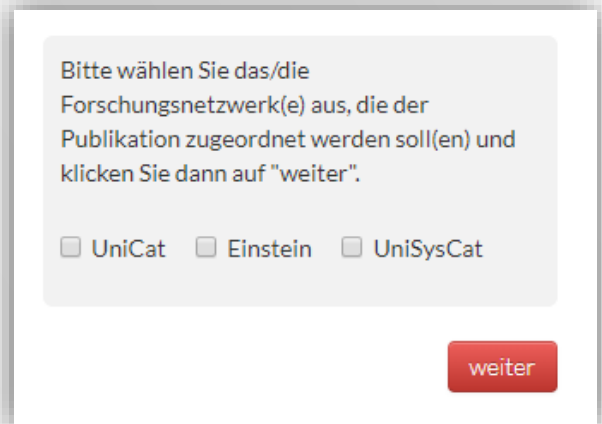 Bitte wählen Sie das/die
Forschungsnetzwerk(e) aus, die der
Publikation zugeordnet werden soll(en) und
klicken Sie dann auf "weiter".
UniCat Einstein UniSysCat
weiter